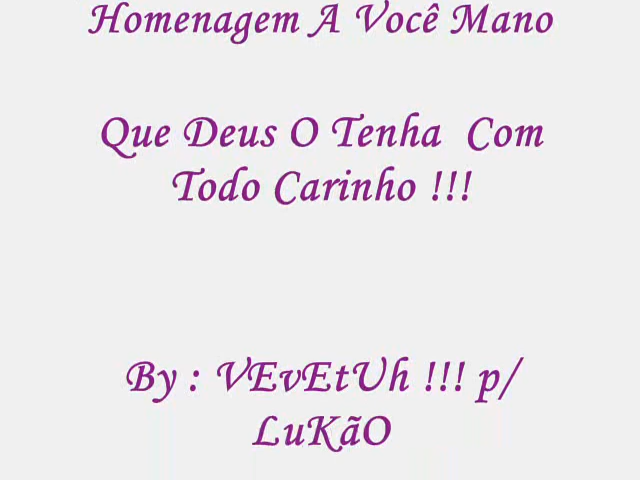 Homenagem A Você Mano
Que Deus O Tenha Com
Todo Carinho !!!
By : VEvEtUh !!! p/
LuKãO